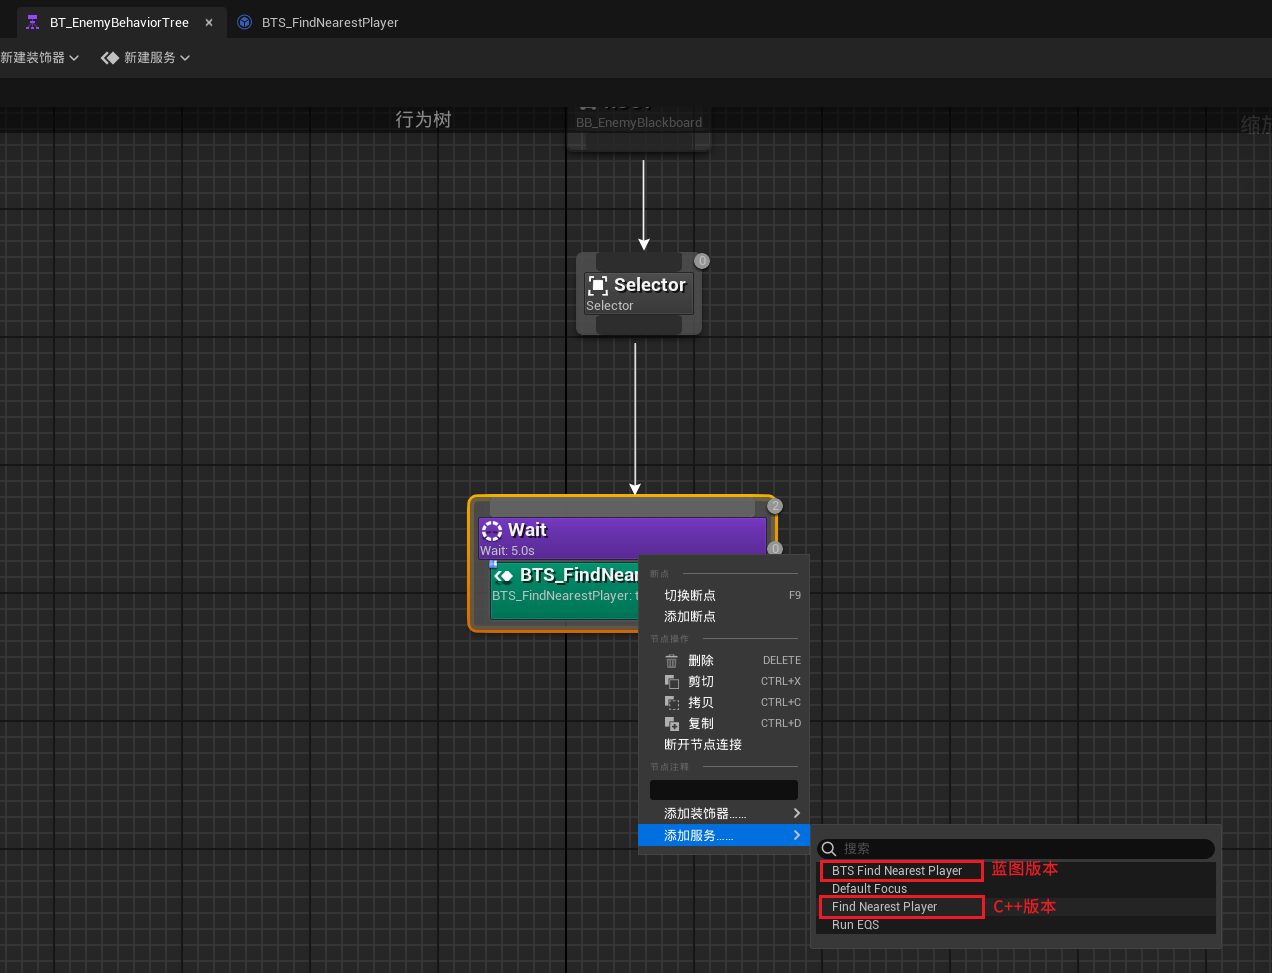 BT_EnemyBehaviorTree
BTS_FindNearestPlayer
新建装饰器
新建服务
行为树
缩放
BB_EnemyBlackboard
0
Selector
Selector
2
Wait
0
Wait: 5.0s
BTS_FindNear
BTS_FindNearestPlayer: t
断点
切换断点 F9
添加断点
节点操作
删除 DELETE
剪切 CTRL+X
拷贝 CTRL+C
复制 CTRL+D
断开节点连接
节点注释
添加装饰器......
添加服务......
搜索
BTS Find Nearest Player 蓝图版本
Default Focus
Find Nearest Player C++版本
Run EQS